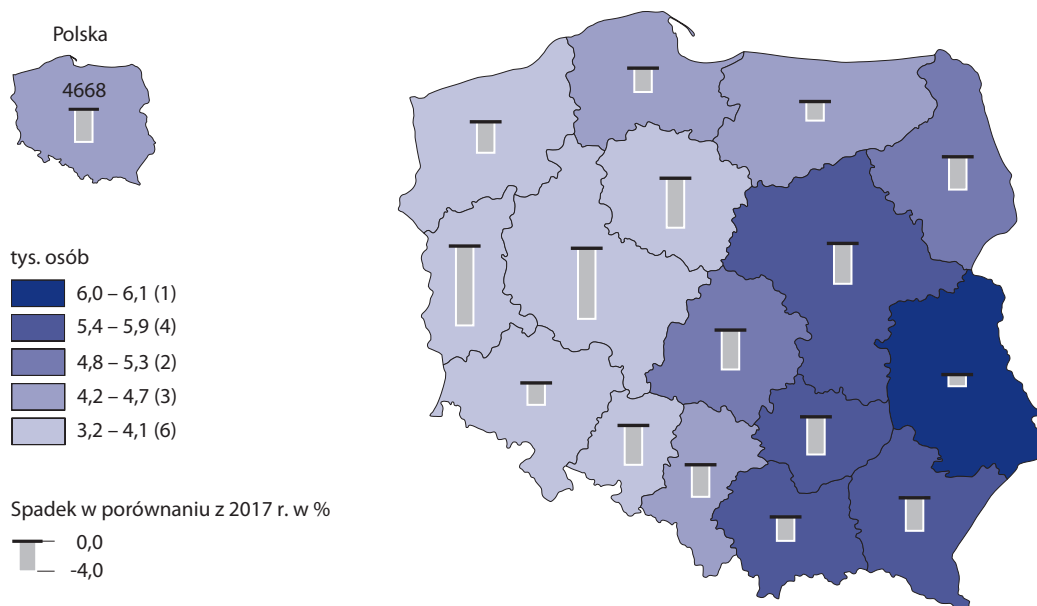 Polska
4668
tys. osób
6,0 – 6,1 (1)
5,4 – 5,9 (4)
4,8 – 5,3 (2)
4,2 – 4,7 (3)
3,2 – 4,1 (6)
Spadek w porównaniu z 2017 r. w %
0,0
-4,0